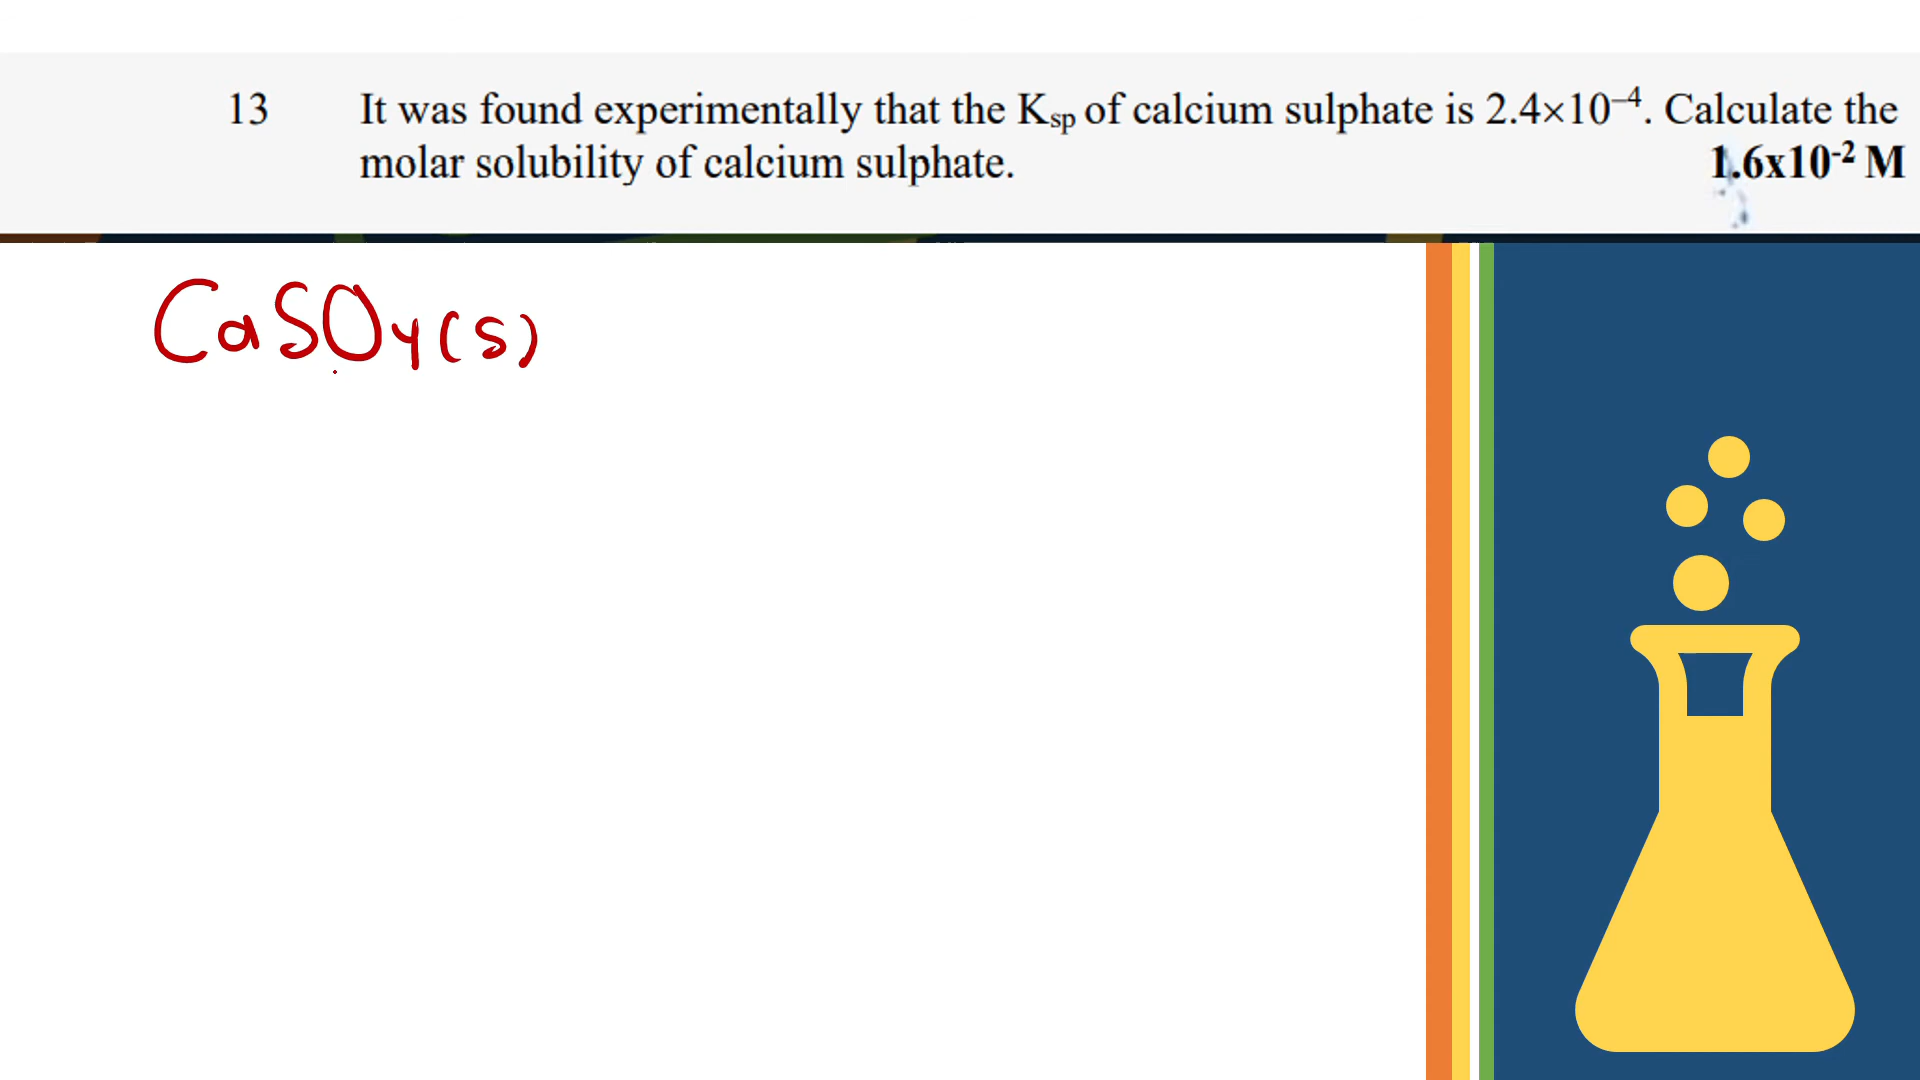 13 It was found experimentally that the Ksp of calcium sulphate is 2.4×10⁻⁴. Calculate the
molar solubility of calcium sulphate. 1.6x10⁻² M
CaSO4(s)